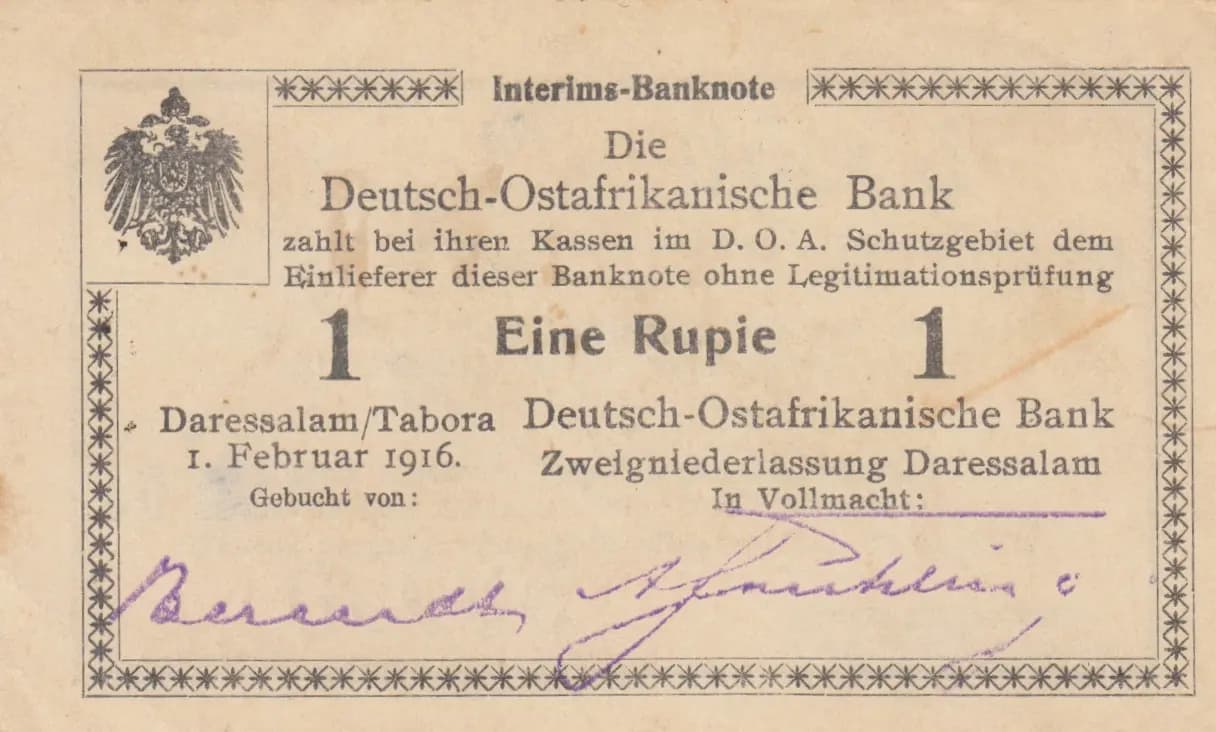 Interims-Banknote
Die
Deutsch-Ostafrikanische Bank
zahlt bei ihren Kassen im D. O. A. Schutzgebiet dem
Einlieferer dieser Banknote ohne Legitimationsprüfung
1 Eine Rupie 1
Daressalam/Tabora
1. Februar 1916.
Gebucht von:
Deutsch-Ostafrikanische Bank
Zweigniederlassung Daressalam
In Vollmacht: